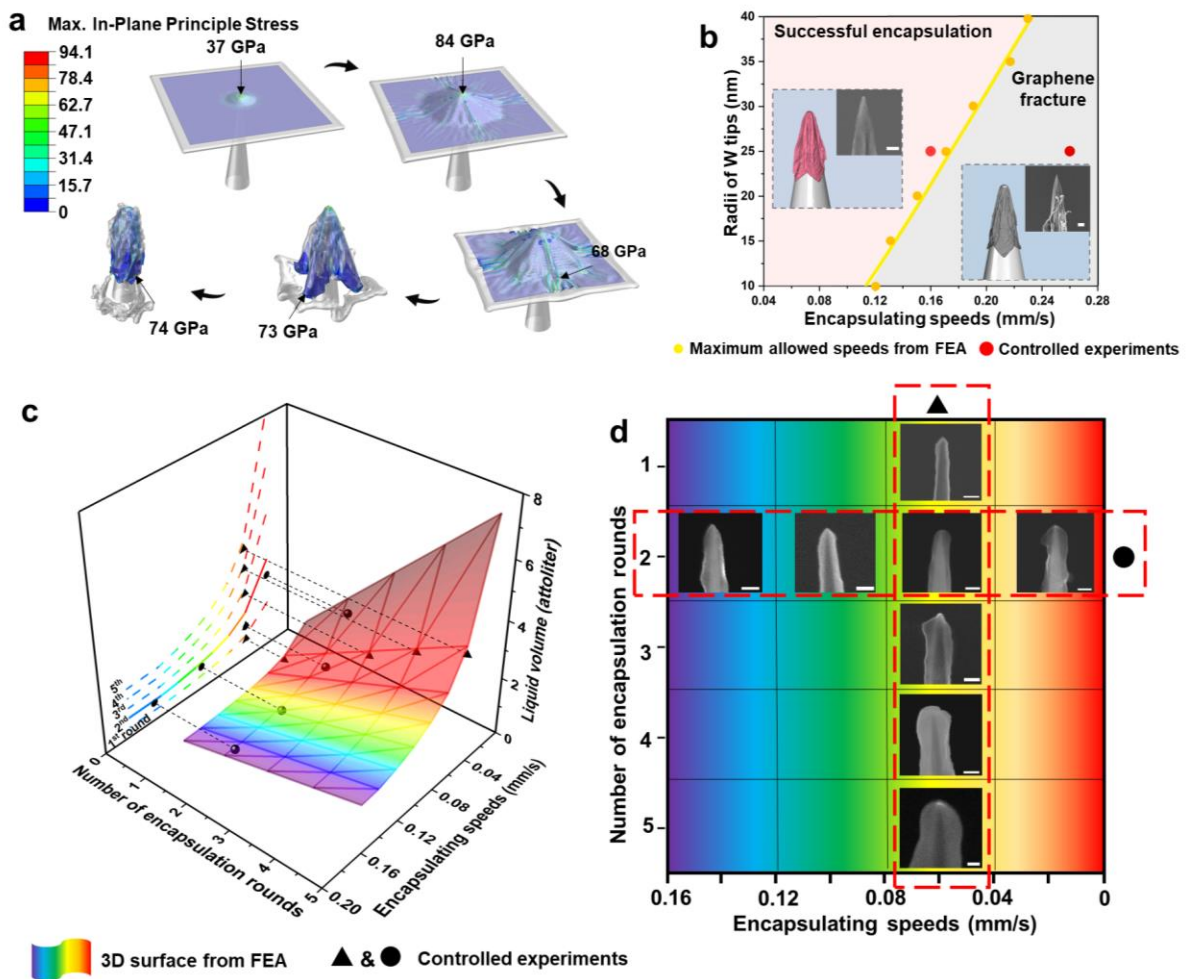 a
Max. In-Plane Principle Stress
94.1
78.4
62.7
47.1
31.4
15.7
0
37 GPa
84 GPa
68 GPa
73 GPa
74 GPa
b
Successful encapsulation
Graphene
fracture
Radii of W tips (nm)
40
35
30
25
20
15
10
0.04 0.08 0.12 0.16 0.20 0.24 0.28
Encapsulating speeds (mm/s)
Maximum allowed speeds from FEA
Controlled experiments
c
Liquid volume (attoliter)
8
6
4
2
0
5th
4th
3rd
2nd
1st round
0
1
2
3
4
5
Number of encapsulation rounds
0.04
0.08
0.12
0.16
0.20
Encapsulating speeds (mm/s)
d
Number of encapsulation rounds
1
2
3
4
5
0.16 0.12 0.08 0.04 0
Encapsulating speeds (mm/s)
3D surface from FEA
& Controlled experiments